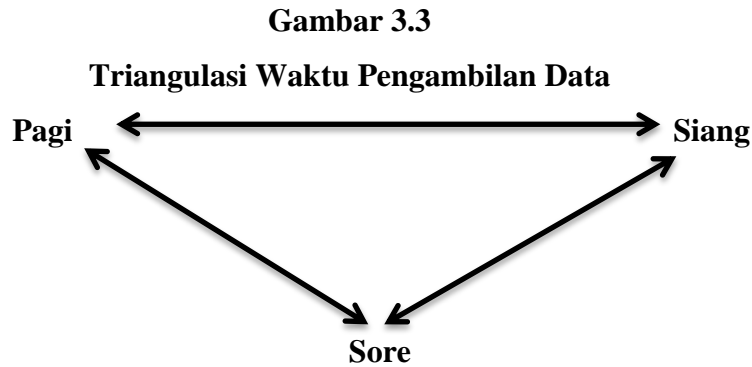 Gambar 3.3
Triangulasi Waktu Pengambilan Data
Pagi
Siang
Sore